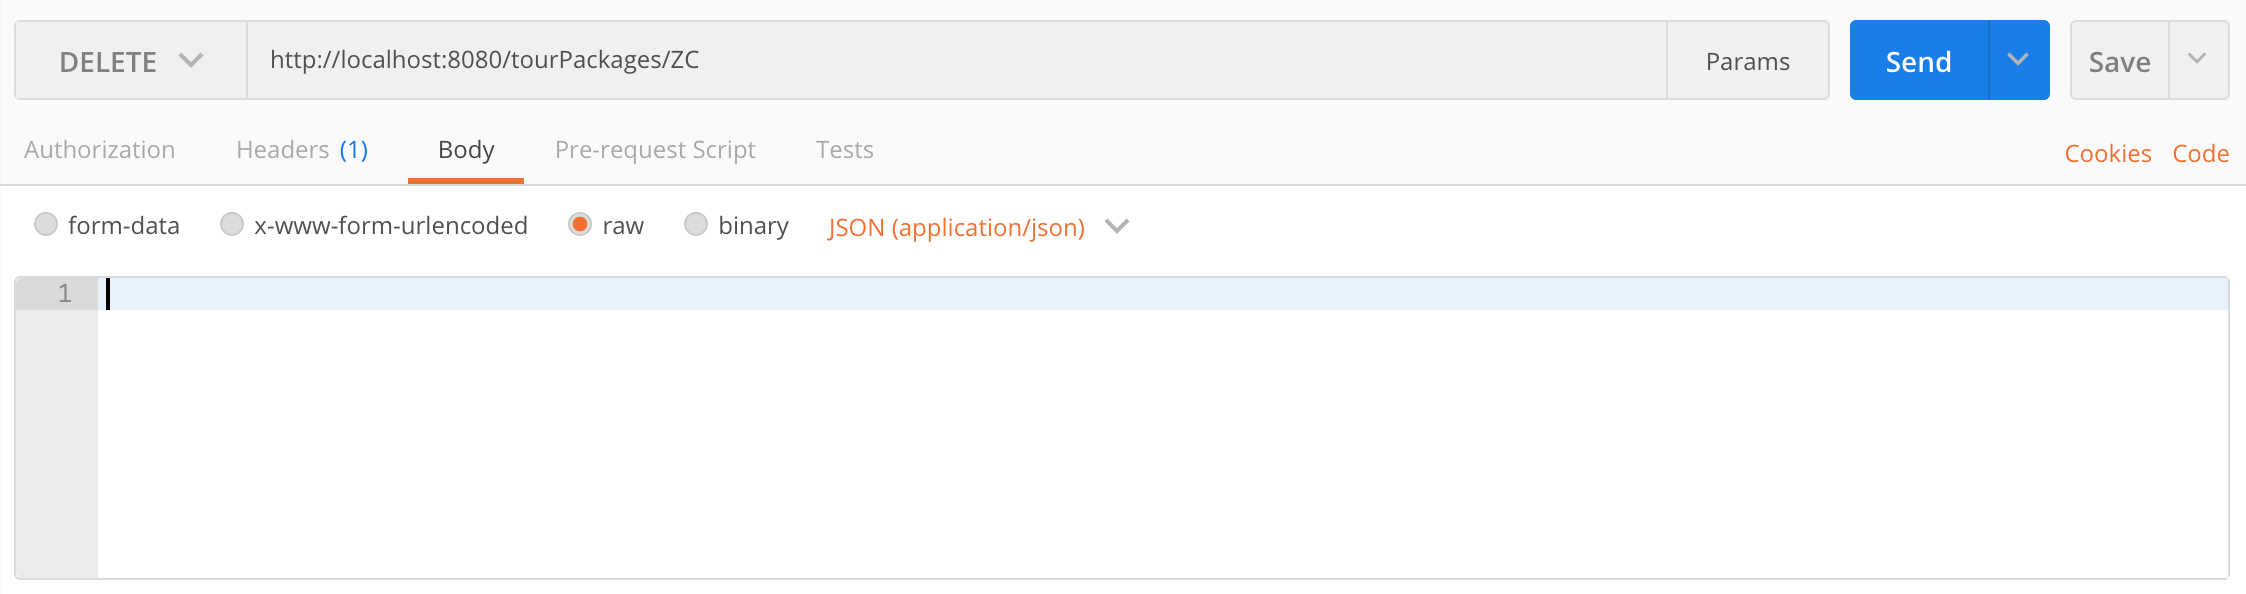 DELETE http://localhost:8080/tourPackages/ZC Params Send Save
Authorization Headers (1) Body Pre-request Script Tests Cookies Code
form-data x-www-form-urlencoded raw binary JSON (application/json)
1